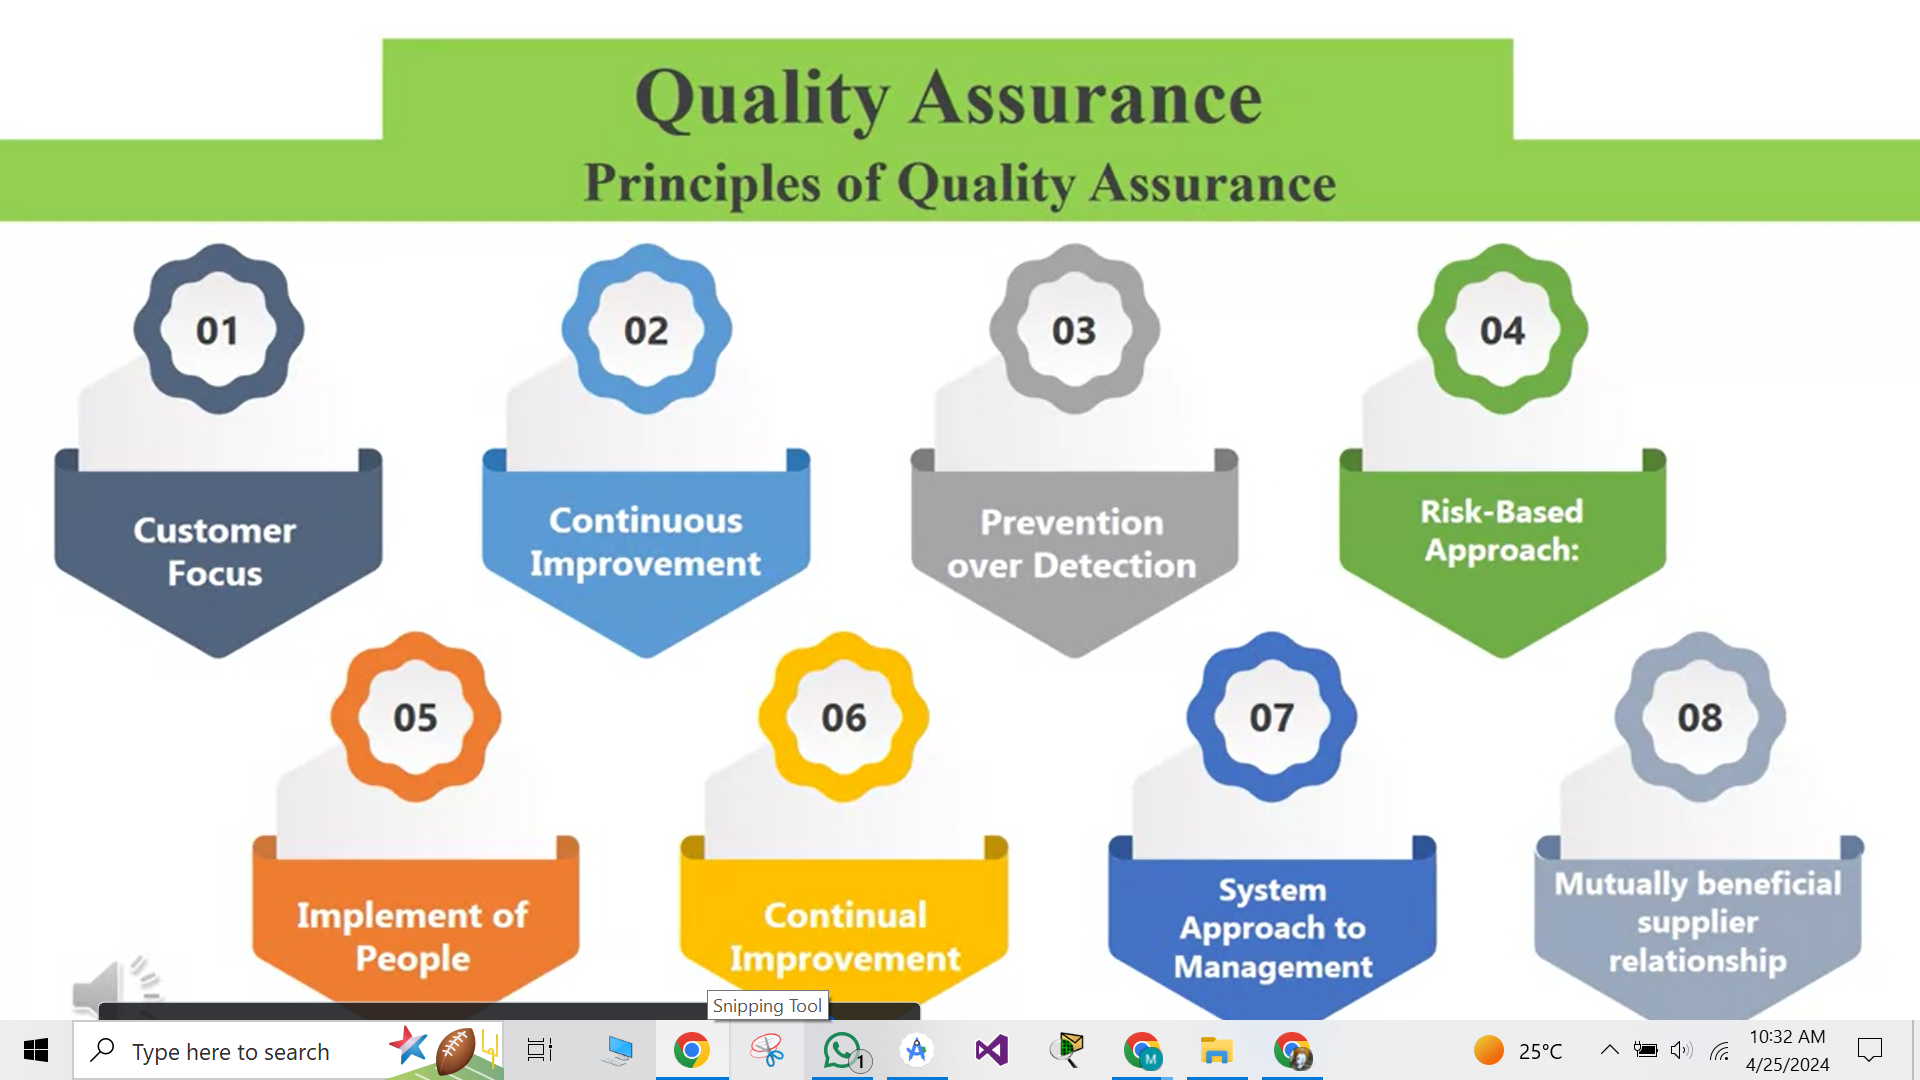 Quality Assurance
Principles of Quality Assurance
01
02
03
04
Customer
Focus
Continuous
Improvement
Prevention
over Detection
Risk-Based
Approach:
05
06
07
08
Implement of
People
Continual
Improvement
System
Approach to
Management
Mutually beneficial
supplier
relationship
Snipping Tool
Type here to search
1
M
25°C
10:32 AM
4/25/2024